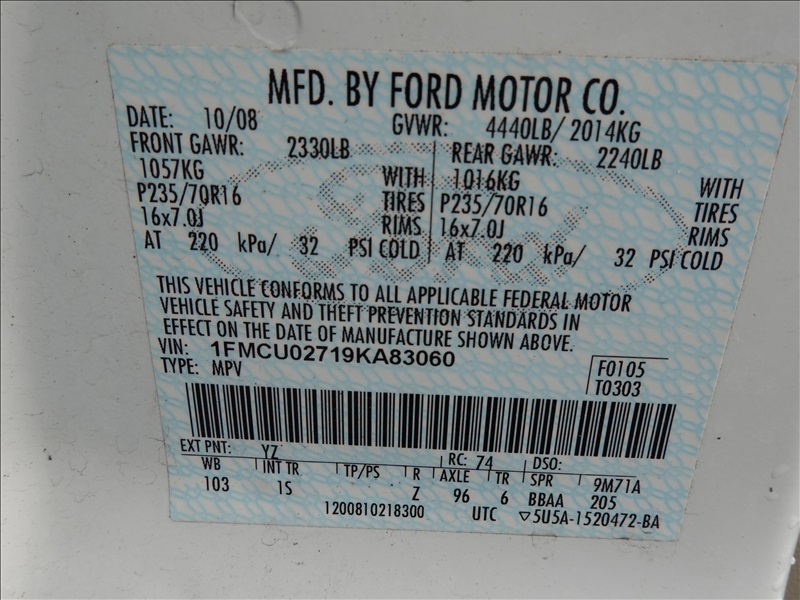 MFD. BY FORD MOTOR CO.
DATE: 10/08 GVWR: 4440LB/ 2014KG
FRONT GAWR: 2330LB REAR GAWR: 2240LB
1057KG WITH 1016KG WITH
P235/70R16 TIRES P235/70R16 TIRES
16x7.0J RIMS 16x7.0J RIMS
AT 220 kPa/ 32 PSI COLD AT 220 kPa/ 32 PSI COLD
THIS VEHICLE CONFORMS TO ALL APPLICABLE FEDERAL MOTOR
VEHICLE SAFETY AND THEFT PREVENTION STANDARDS IN
EFFECT ON THE DATE OF MANUFACTURE SHOWN ABOVE.
VIN: 1FMCU02719KA83060
TYPE: MPV F0105
T0303
EXT PNT: YZ RC: 74 DSO:
WB INT TR TP/PS R AXLE TR SPR 9M71A
103 1S Z 96 6 BBAA 205
1200810218300 UTC ▽5U5A-1520472-BA